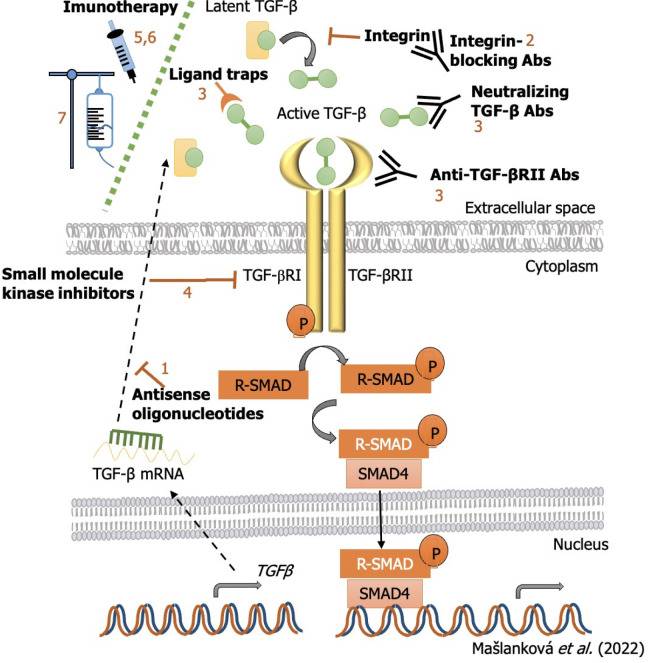 Immunotherapy
5,6
7
Latent TGF-β
Integrin
Integrin-
2
blocking Abs
Ligand traps
3
Active TGF-β
Neutralizing
TGF-β Abs
3
Anti-TGF-βRII Abs
3
Extracellular space
Cytoplasm
Small molecule
kinase inhibitors
4
TGF-βRI
TGF-βRII
P
R-SMAD
R-SMAD
P
1
Antisense
oligonucleotides
R-SMAD
P
SMAD4
TGF-β mRNA
Nucleus
R-SMAD
P
SMAD4
TGFβ
Mašlanková et al. (2022)